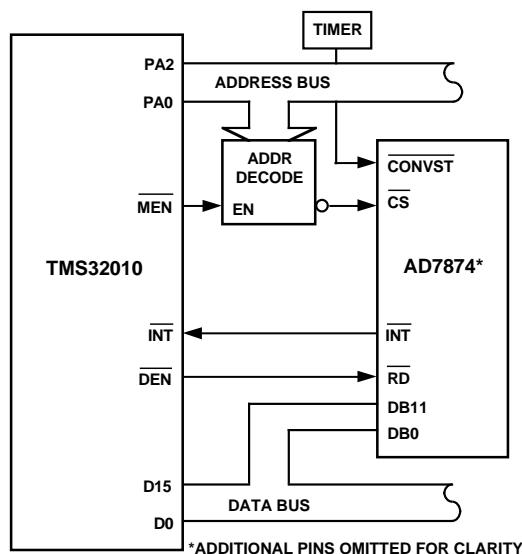 TIMER
PA2
ADDRESS BUS
PA0
ADDR
DECODE
EN
CONVST
CS
MEN
TMS32010
AD7874*
INT
INT
DEN
RD
DB11
DB0
D15
DATA BUS
D0
*ADDITIONAL PINS OMITTED FOR CLARITY